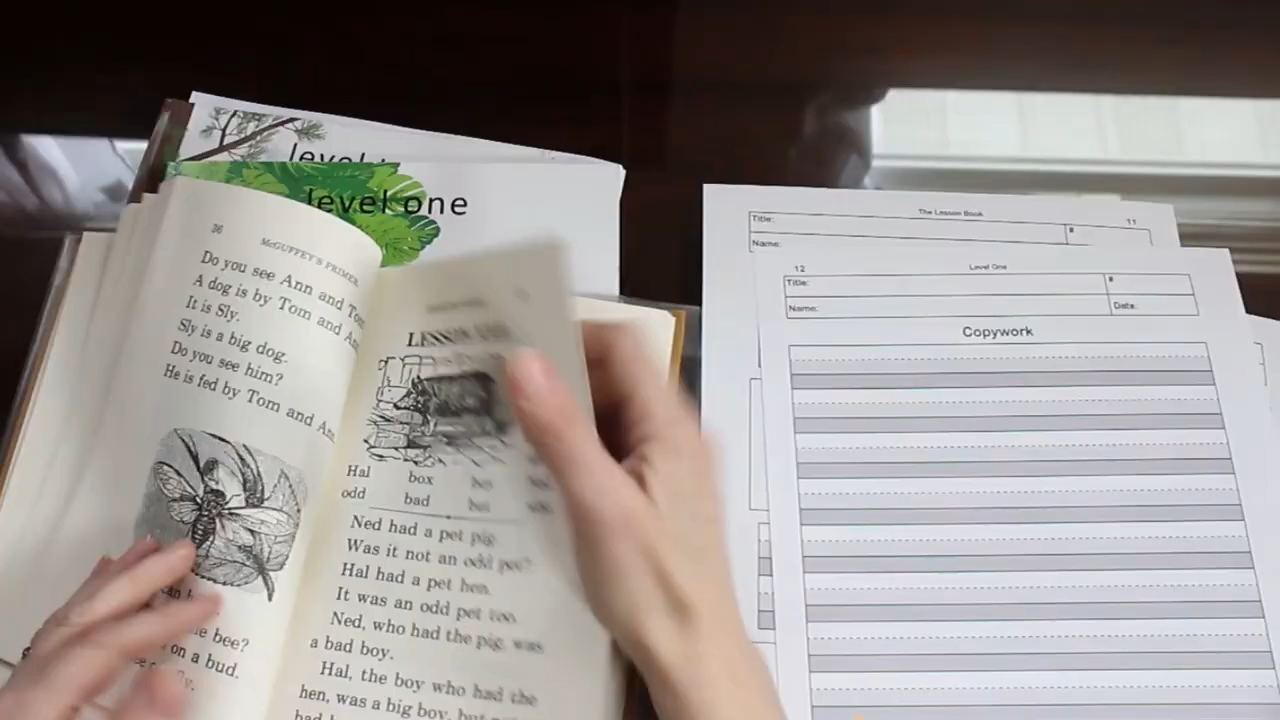 level
level one
36
McGUFFEY'S PRIMER.
Do you see Ann and Tom
A dog is by Tom and Ann
It is Sly.
Sly is a big dog.
Do you see him?
He is fed by Tom and Ann
can
bee?
on a bud.
LESSON
Hal box
odd bad
Ned had a pet pig.
Was it not an odd pet?
Hal had a pet hen.
It was an odd pet too.
Ned, who had the pig, was
a bad boy.
Hal, the boy who had the
hen, was a big boy,
The Lesson Book
11
Title:
#
Name:
12
Level One
Title:
#
Name:
Date:
Copywork